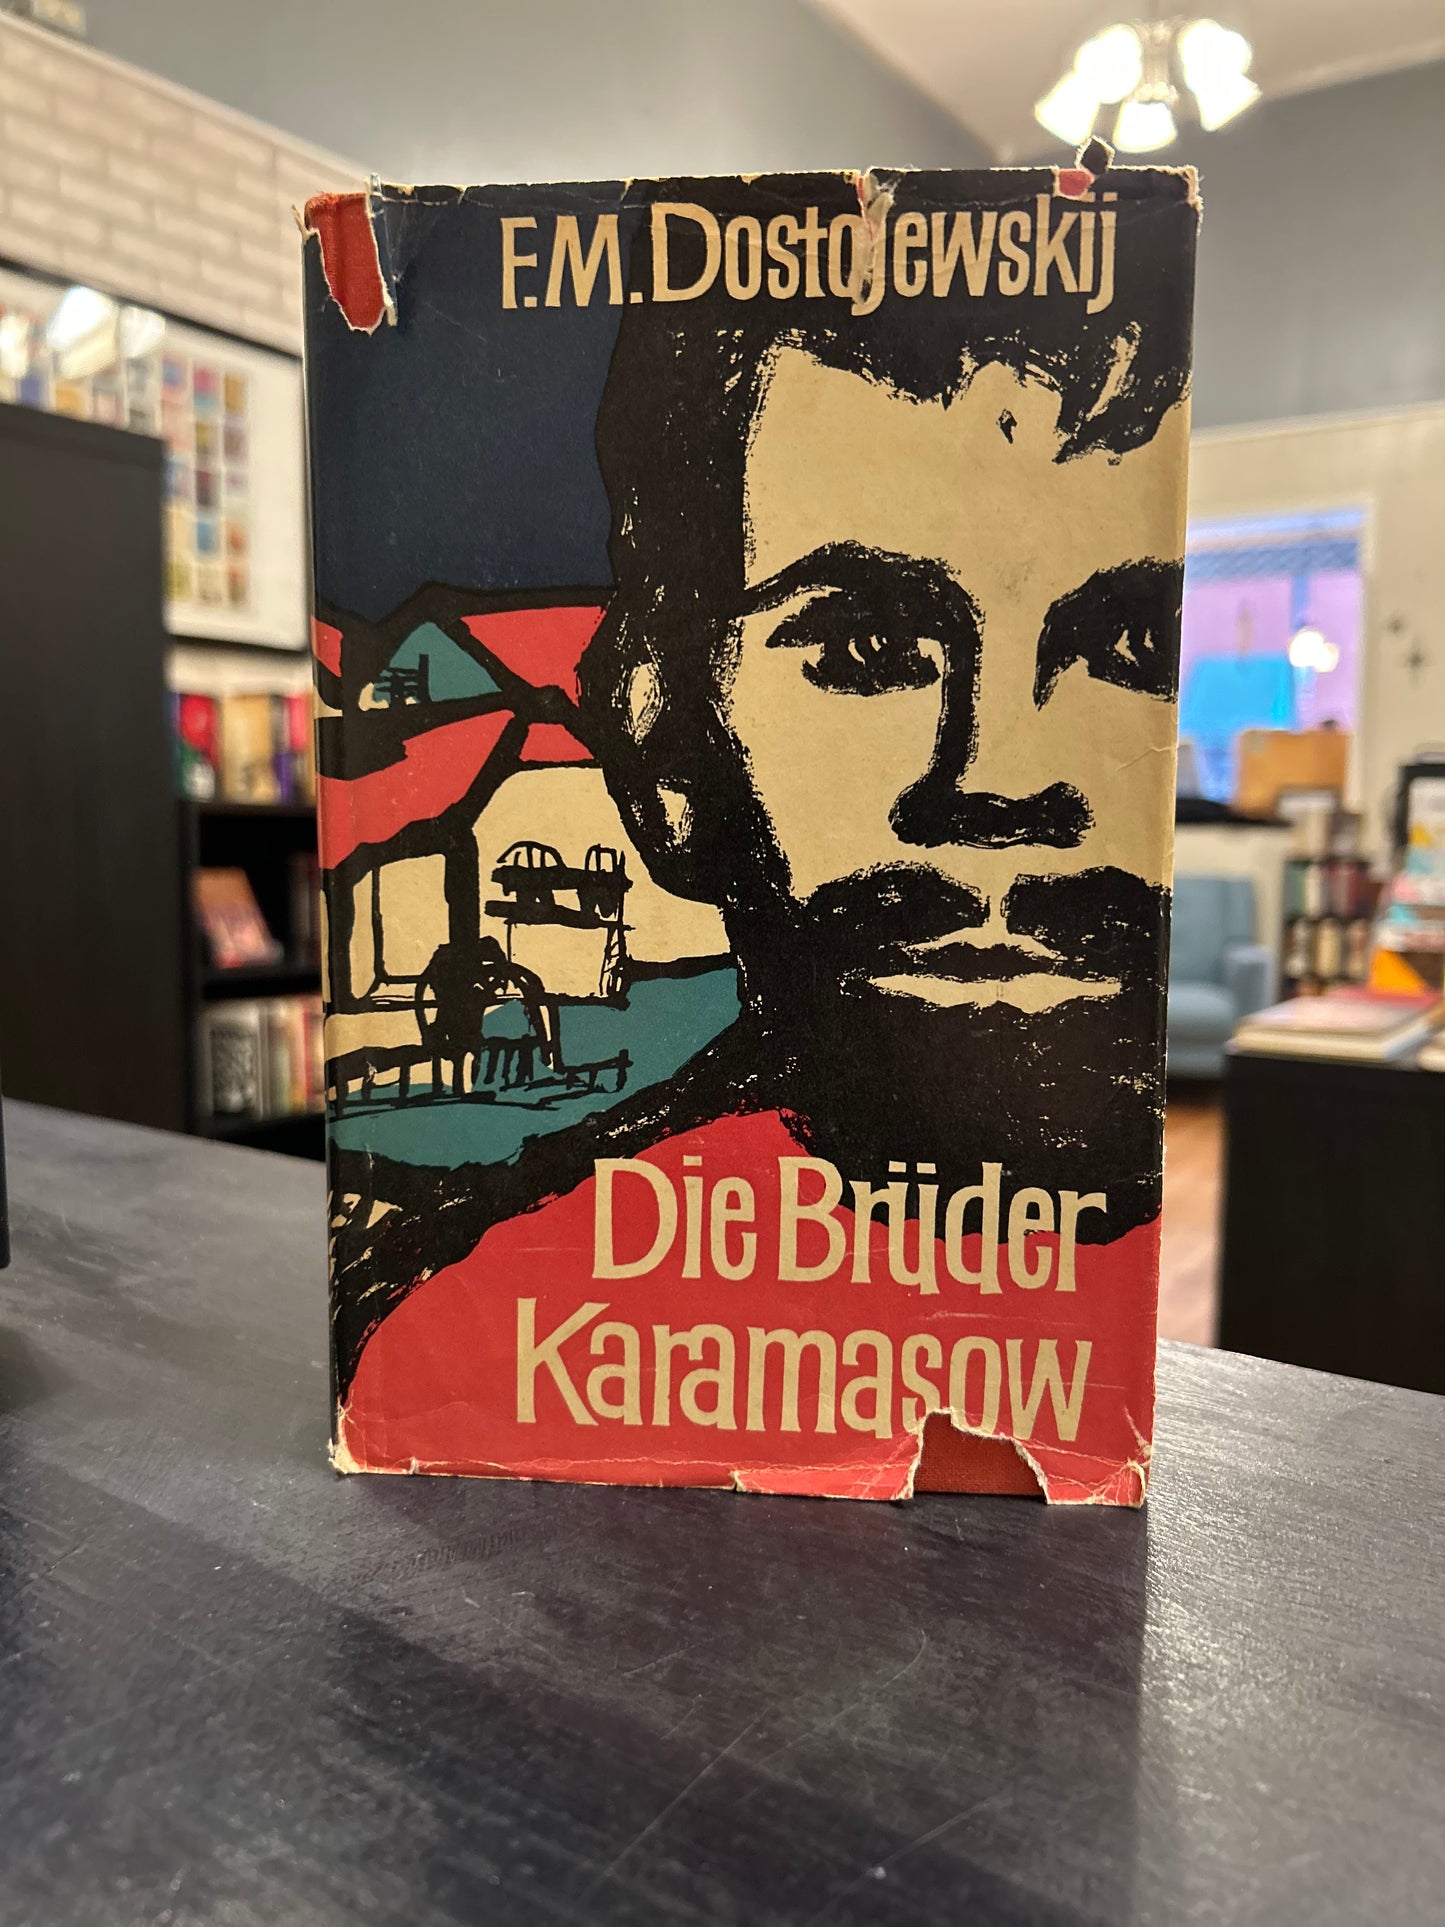 F.M. Dostojewskij
Die Brüder
Karamasow